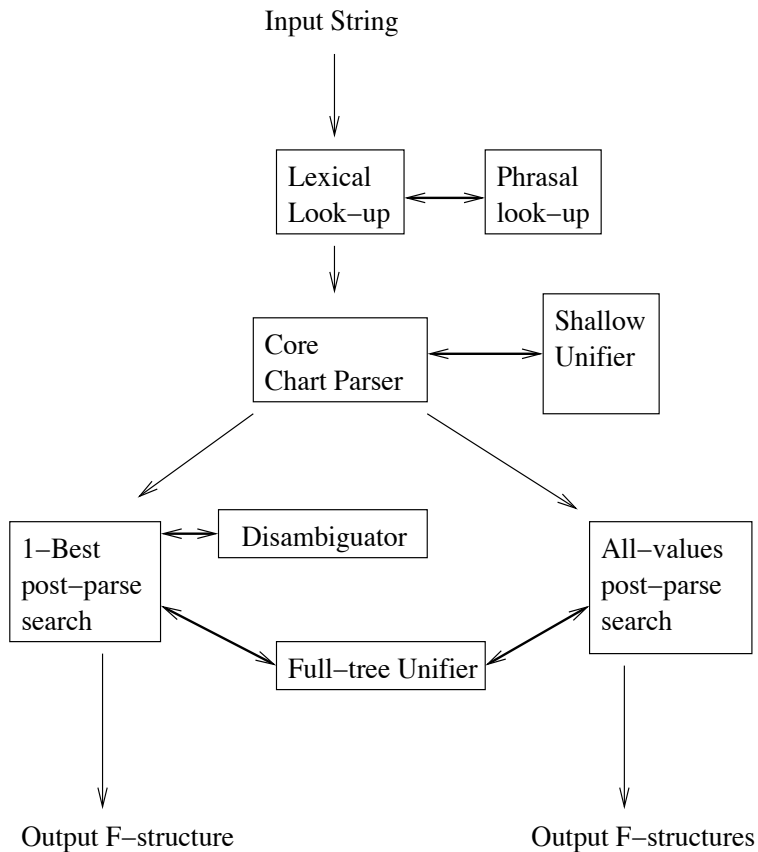 Input String
Lexical
Look–up
Phrasal
look–up
Core
Chart Parser
Shallow
Unifier
1–Best
post–parse
search
Disambiguator
All–values
post–parse
search
Full–tree Unifier
Output F–structure
Output F–structures